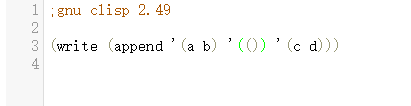 1 ;gnu clisp 2.49
2
3 (write (append '(a b) '(()) '(c d)))
4